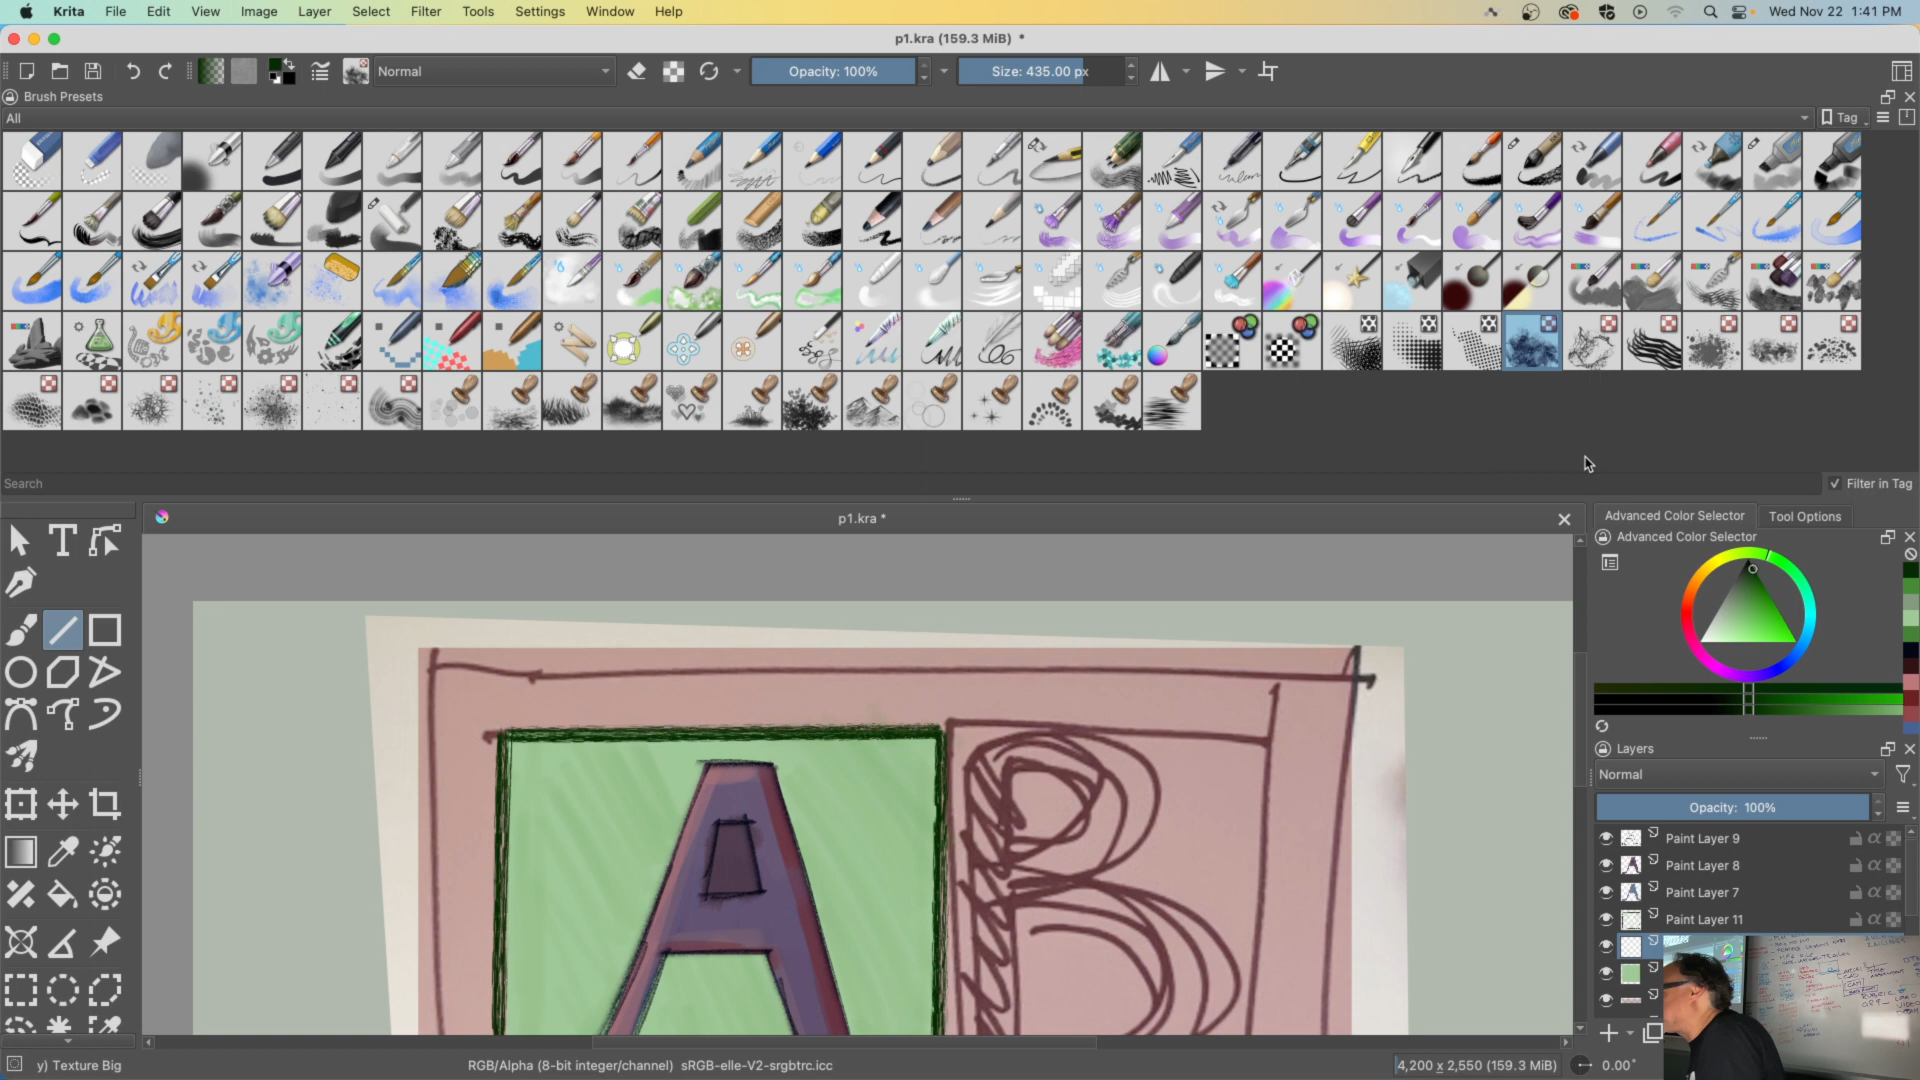 Krita File Edit View Image Layer Select Filter Tools Settings Window Help
Wed Nov 22 1:41 PM
p1.kra (159.3 MiB) *
Normal
Opacity: 100%
Size: 435.00 px
Brush Presets
All
Tag
Search
Filter in Tag
p1.kra *
Advanced Color Selector
Tool Options
Advanced Color Selector
A
B
Layers
Normal
Opacity: 100%
Paint Layer 9
Paint Layer 8
Paint Layer 7
Paint Layer 11
y) Texture Big
RGB/Alpha (8-bit integer/channel) sRGB-elle-V2-srgbtrc.icc
4,200 x 2,550 (159.3 MiB)
0.00°